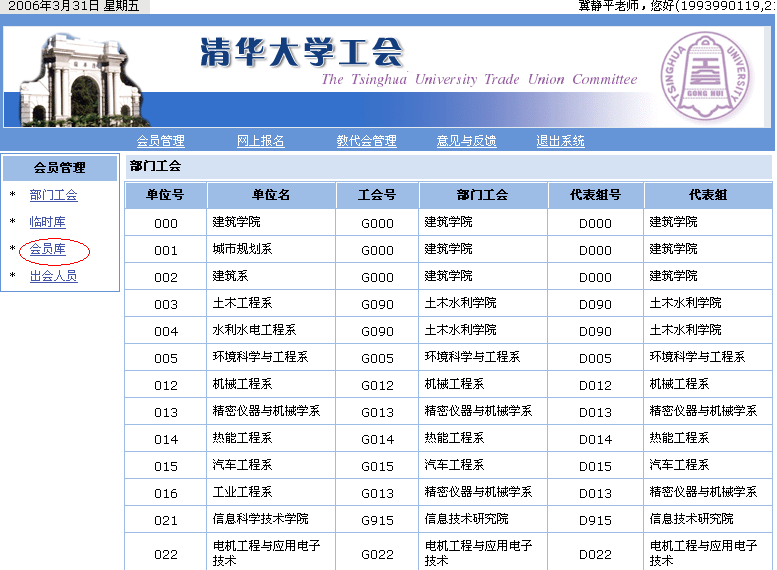 2006年3月31日 星期五 冀静平老师，您好(1993990119,21
清华大学工会
The Tsinghua University Trade Union Committee
TSINGHUA UNIVERSITY
GONG HUI
会员管理 网上报名 教代会管理 意见与反馈 退出系统
会员管理
* 部门工会
* 临时库
* 会员库
* 出会人员
部门工会
单位号 单位名 工会号 部门工会 代表组号 代表组
000 建筑学院 G000 建筑学院 D000 建筑学院
001 城市规划系 G000 建筑学院 D000 建筑学院
002 建筑系 G000 建筑学院 D000 建筑学院
003 土木工程系 G090 土木水利学院 D090 土木水利学院
004 水利水电工程系 G090 土木水利学院 D090 土木水利学院
005 环境科学与工程系 G005 环境科学与工程系 D005 环境科学与工程系
012 机械工程系 G012 机械工程系 D012 机械工程系
013 精密仪器与机械学系 G013 精密仪器与机械学系 D013 精密仪器与机械学系
014 热能工程系 G014 热能工程系 D014 热能工程系
015 汽车工程系 G015 汽车工程系 D015 汽车工程系
016 工业工程系 G013 精密仪器与机械学系 D013 精密仪器与机械学系
021 信息科学技术学院 G915 信息技术研究院 D915 信息技术研究院
022 电机工程与应用电子技术 G022 电机工程与应用电子技术 D022 电机工程与应用电子技术